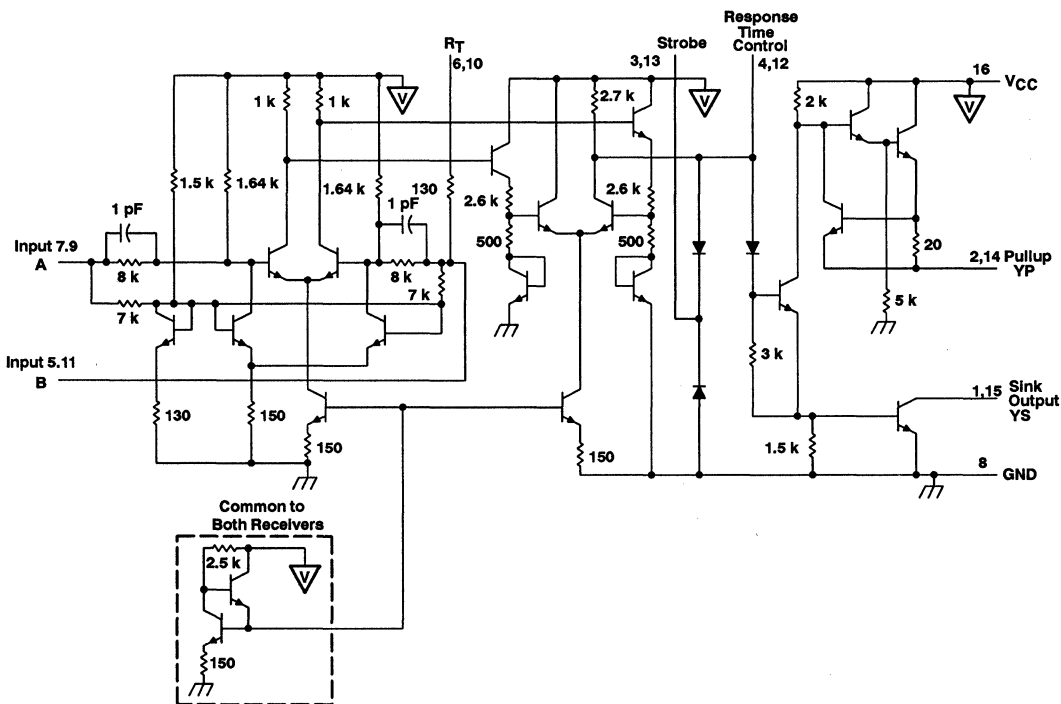 Response
Time
Control
4,12
RT
6,10
Strobe
3,13
16
VCC
V
V
V
1 k
1 k
2.7 k
2 k
1.5 k
1.64 k
1.64 k
130
1 pF
1 pF
2.6 k
2.6 k
Input 7.9
A
8 k
8 k
500
500
20
2,14 Pullup
YP
7 k
7 k
5 k
Input 5.11
B
3 k
130
150
150
150
1.5 k
1,15
Sink
Output
YS
8
GND
Common to
Both Receivers
2.5 k
V
150